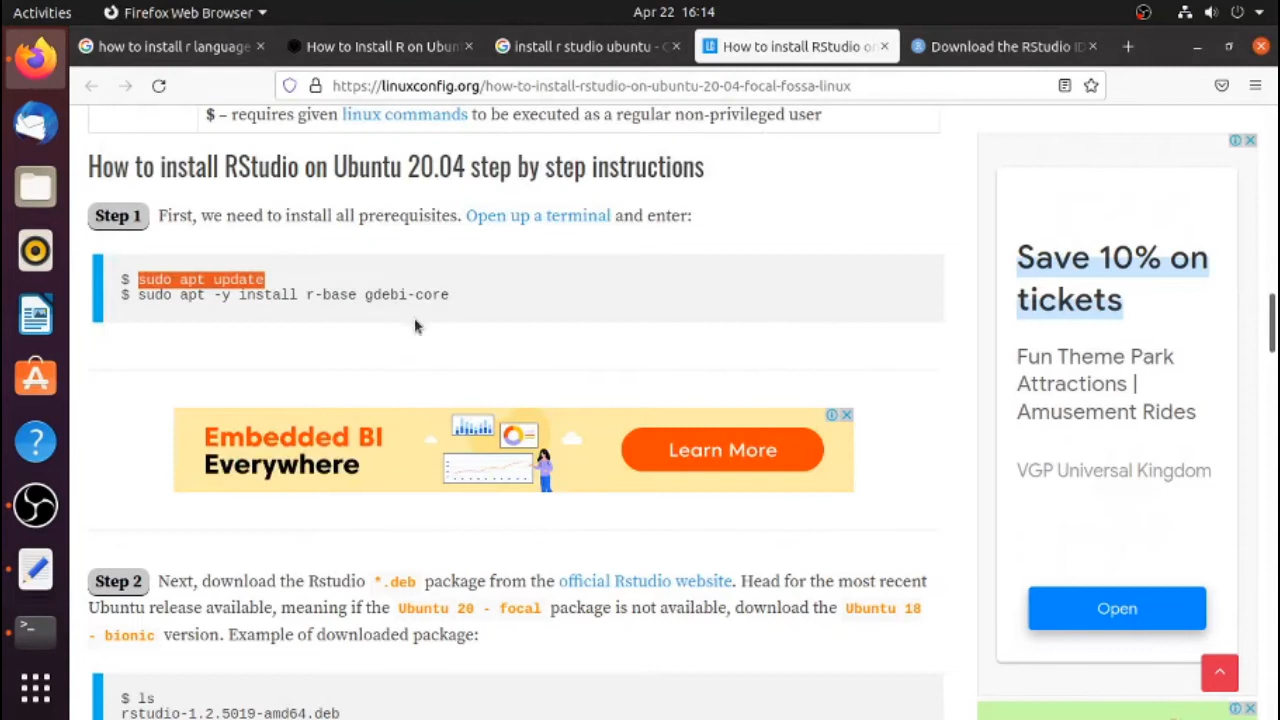 Activities
Firefox Web Browser
Apr 22 16:14
how to install r language
How to Install R on Ubun
install r studio ubuntu - G
How to install RStudio on
Download the RStudio ID
https://linuxconfig.org/how-to-install-rstudio-on-ubuntu-20-04-focal-fossa-linux
$ – requires given linux commands to be executed as a regular non-privileged user
How to install RStudio on Ubuntu 20.04 step by step instructions
Step 1 First, we need to install all prerequisites. Open up a terminal and enter:
$ sudo apt update
$ sudo apt -y install r-base gdebi-core
Embedded BI
Everywhere
Learn More
Step 2 Next, download the Rstudio *.deb package from the official Rstudio website. Head for the most recent
Ubuntu release available, meaning if the Ubuntu 20 - focal package is not available, download the Ubuntu 18
- bionic version. Example of downloaded package:
$ ls
rstudio-1.2.5019-amd64.deb
Save 10% on
tickets
Fun Theme Park
Attractions |
Amusement Rides
VGP Universal Kingdom
Open